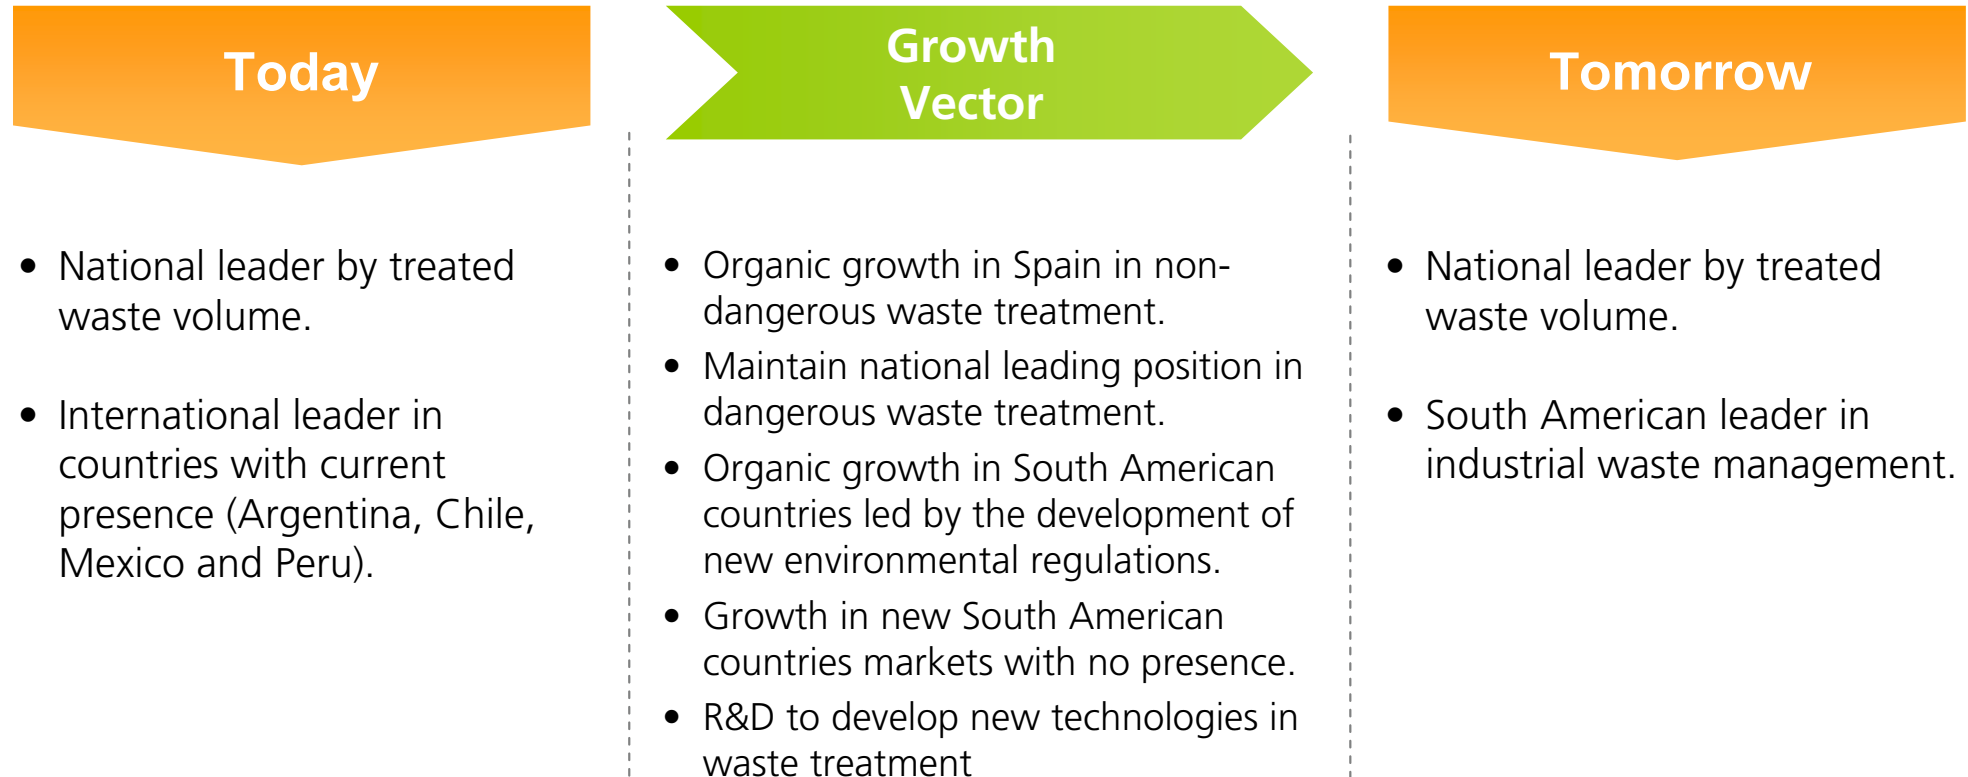 Today
• National leader by treated
waste volume.
• International leader in
countries with current
presence (Argentina, Chile,
Mexico and Peru).
Growth
Vector
• Organic growth in Spain in non-
dangerous waste treatment.
• Maintain national leading position in
dangerous waste treatment.
• Organic growth in South American
countries led by the development of
new environmental regulations.
• Growth in new South American
countries markets with no presence.
• R&D to develop new technologies in
waste treatment
Tomorrow
• National leader by treated
waste volume.
• South American leader in
industrial waste management.